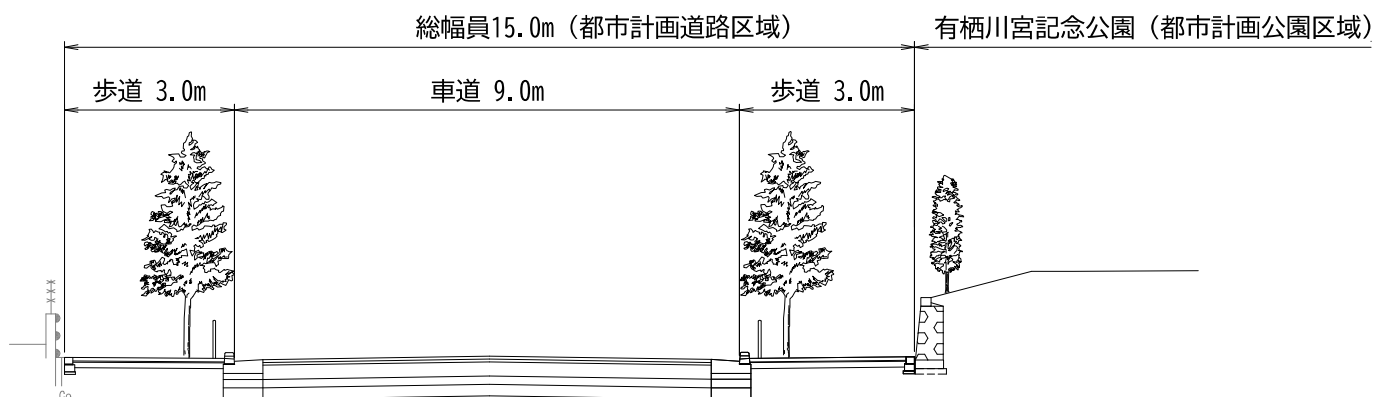 総幅員15.0m（都市計画道路区域）
有栖川宮記念公園（都市計画公園区域）
歩道 3.0m
車道 9.0m
歩道 3.0m
Co